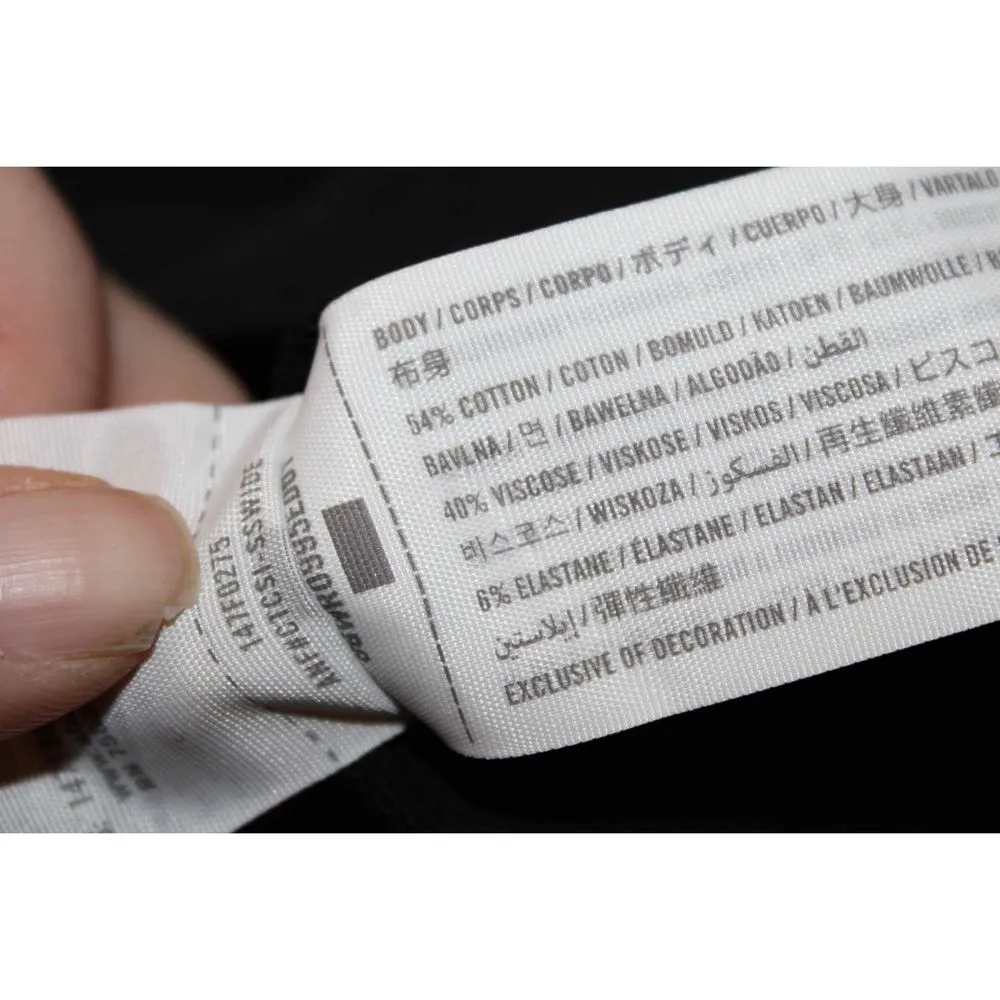 BODY / CORPS / CORPO / ボディ / CUERPO / 大身 / VARTALO
布身
54% COTTON / COTON / BOMULD / KATOEN / BAUMWOLLE /
BAVLNA / 면 / BAWEŁNA / ALGODÃO / القطن
40% VISCOSE / VISKOSE / VISKOS / VISCOSA / ビスコ
비스코스 / WISKOZA / الفسكوز / 再生纖維素纖
6% ELASTANE / ÉLASTANE / ELASTAN / ELASTAAN /
إيلاستين / 彈性纖維
EXCLUSIVE OF DECORATION / À L'EXCLUSION DE
147F0275